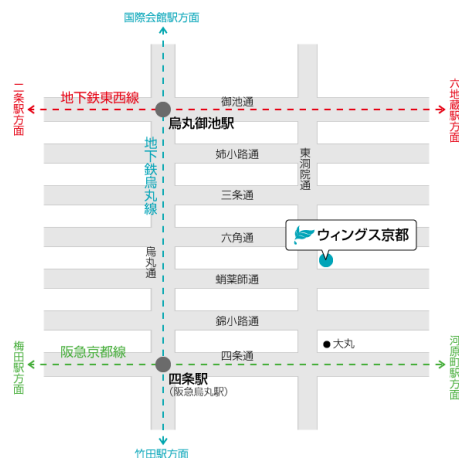 国際会館駅方面
地下鉄東西線
御池通
二条駅方面
六地蔵駅方面
烏丸御池駅
地下鉄烏丸線
姉小路通
東洞院通
三条通
六角通
ウィングス京都
烏丸通
蛸薬師通
錦小路通
大丸
梅田駅方面
阪急京都線
四条通
河原町駅方面
四条駅
(阪急烏丸駅)
竹田駅方面